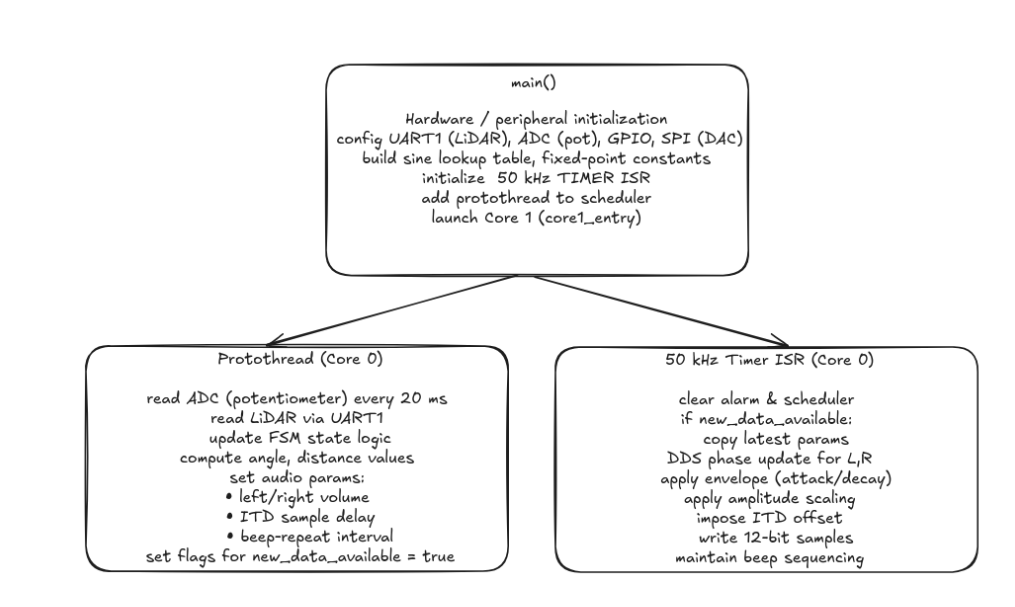 main()
Hardware / peripheral initialization
config UART1 (LiDAR), ADC (pot), GPIO, SPI (DAC)
build sine lookup table, fixed-point constants
initialize 50 kHz TIMER ISR
add protothread to scheduler
launch Core 1 (core1_entry)
Protothread (Core 0)
read ADC (potentiometer) every 20 ms
read LiDAR via UART1
update FSM state logic
compute angle, distance values
set audio params:
• left/right volume
• ITD sample delay
• beep-repeat interval
set flags for new_data_available = true
50 kHz Timer ISR (Core 0)
clear alarm & scheduler
if new_data_available:
copy latest params
DDS phase update for L,R
apply envelope (attack/decay)
apply amplitude scaling
impose ITD offset
write 12-bit samples
maintain beep sequencing